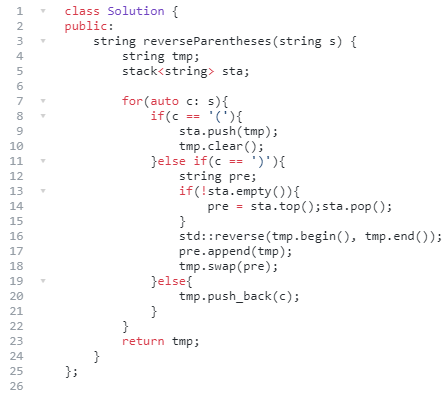 1 class Solution {
2 public:
3     string reverseParentheses(string s) {
4         string tmp;
5         stack<string> sta;
6
7         for(auto c: s){
8             if(c == '('){
9                 sta.push(tmp);
10                 tmp.clear();
11             }else if(c == ')'){
12                 string pre;
13                 if(!sta.empty()){
14                     pre = sta.top();sta.pop();
15                 }
16                 std::reverse(tmp.begin(), tmp.end());
17                 pre.append(tmp);
18                 tmp.swap(pre);
19             }else{
20                 tmp.push_back(c);
21             }
22         }
23         return tmp;
24     }
25 };
26